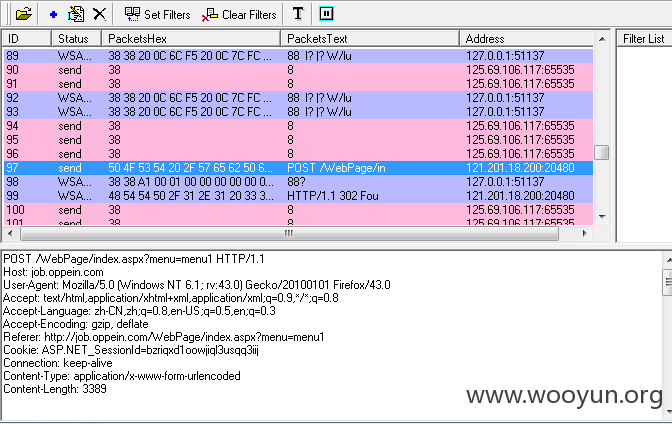 Set Filters Clear Filters T
ID Status PacketsHex PacketsText Address Filter List
89 WSA... 38 38 20 0C 6C F5 20 0C 7C FC ... 88 l? |? W/lu 127.0.0.1:51137
90 send 38 8 125.69.106.117:65535
91 send 38 8 125.69.106.117:65535
92 WSA... 38 38 20 0C 6C F5 20 0C 7C FC ... 88 l? |? W/lu 127.0.0.1:51137
93 WSA... 38 38 20 0C 6C F5 20 0C 7C FC ... 88 l? |? W/lu 127.0.0.1:51137
94 send 38 8 125.69.106.117:65535
95 send 38 8 125.69.106.117:65535
96 send 38 8 125.69.106.117:65535
97 send 50 4F 53 54 20 2F 57 65 62 50 6... POST /WebPage/in 121.201.18.200:20480
98 WSA... 38 38 A1 00 01 00 00 00 00 00 0... 88? 127.0.0.1:51137
99 WSA... 48 54 54 50 2F 31 2E 31 20 33 3... HTTP/1.1 302 Fou 121.201.18.200:20480
100 send 38 8 125.69.106.117:65535
101 send 38 8 125.69.106.117:65535
POST /WebPage/index.aspx?menu=menu1 HTTP/1.1
Host: job.oppein.com
User-Agent: Mozilla/5.0 (Windows NT 6.1; rv:43.0) Gecko/20100101 Firefox/43.0
Accept: text/html,application/xhtml+xml,application/xml;q=0.9,*/*;q=0.8
Accept-Language: zh-CN,zh;q=0.8,en-US;q=0.5,en;q=0.3
Accept-Encoding: gzip, deflate
Referer: http://job.oppein.com/WebPage/index.aspx?menu=menu1
Cookie: ASP.NET_SessionId=bzriqxd1oowjiql3usqq3iij
Connection: keep-alive
Content-Type: application/x-www-form-urlencoded
Content-Length: 3389
www.wooyun.org